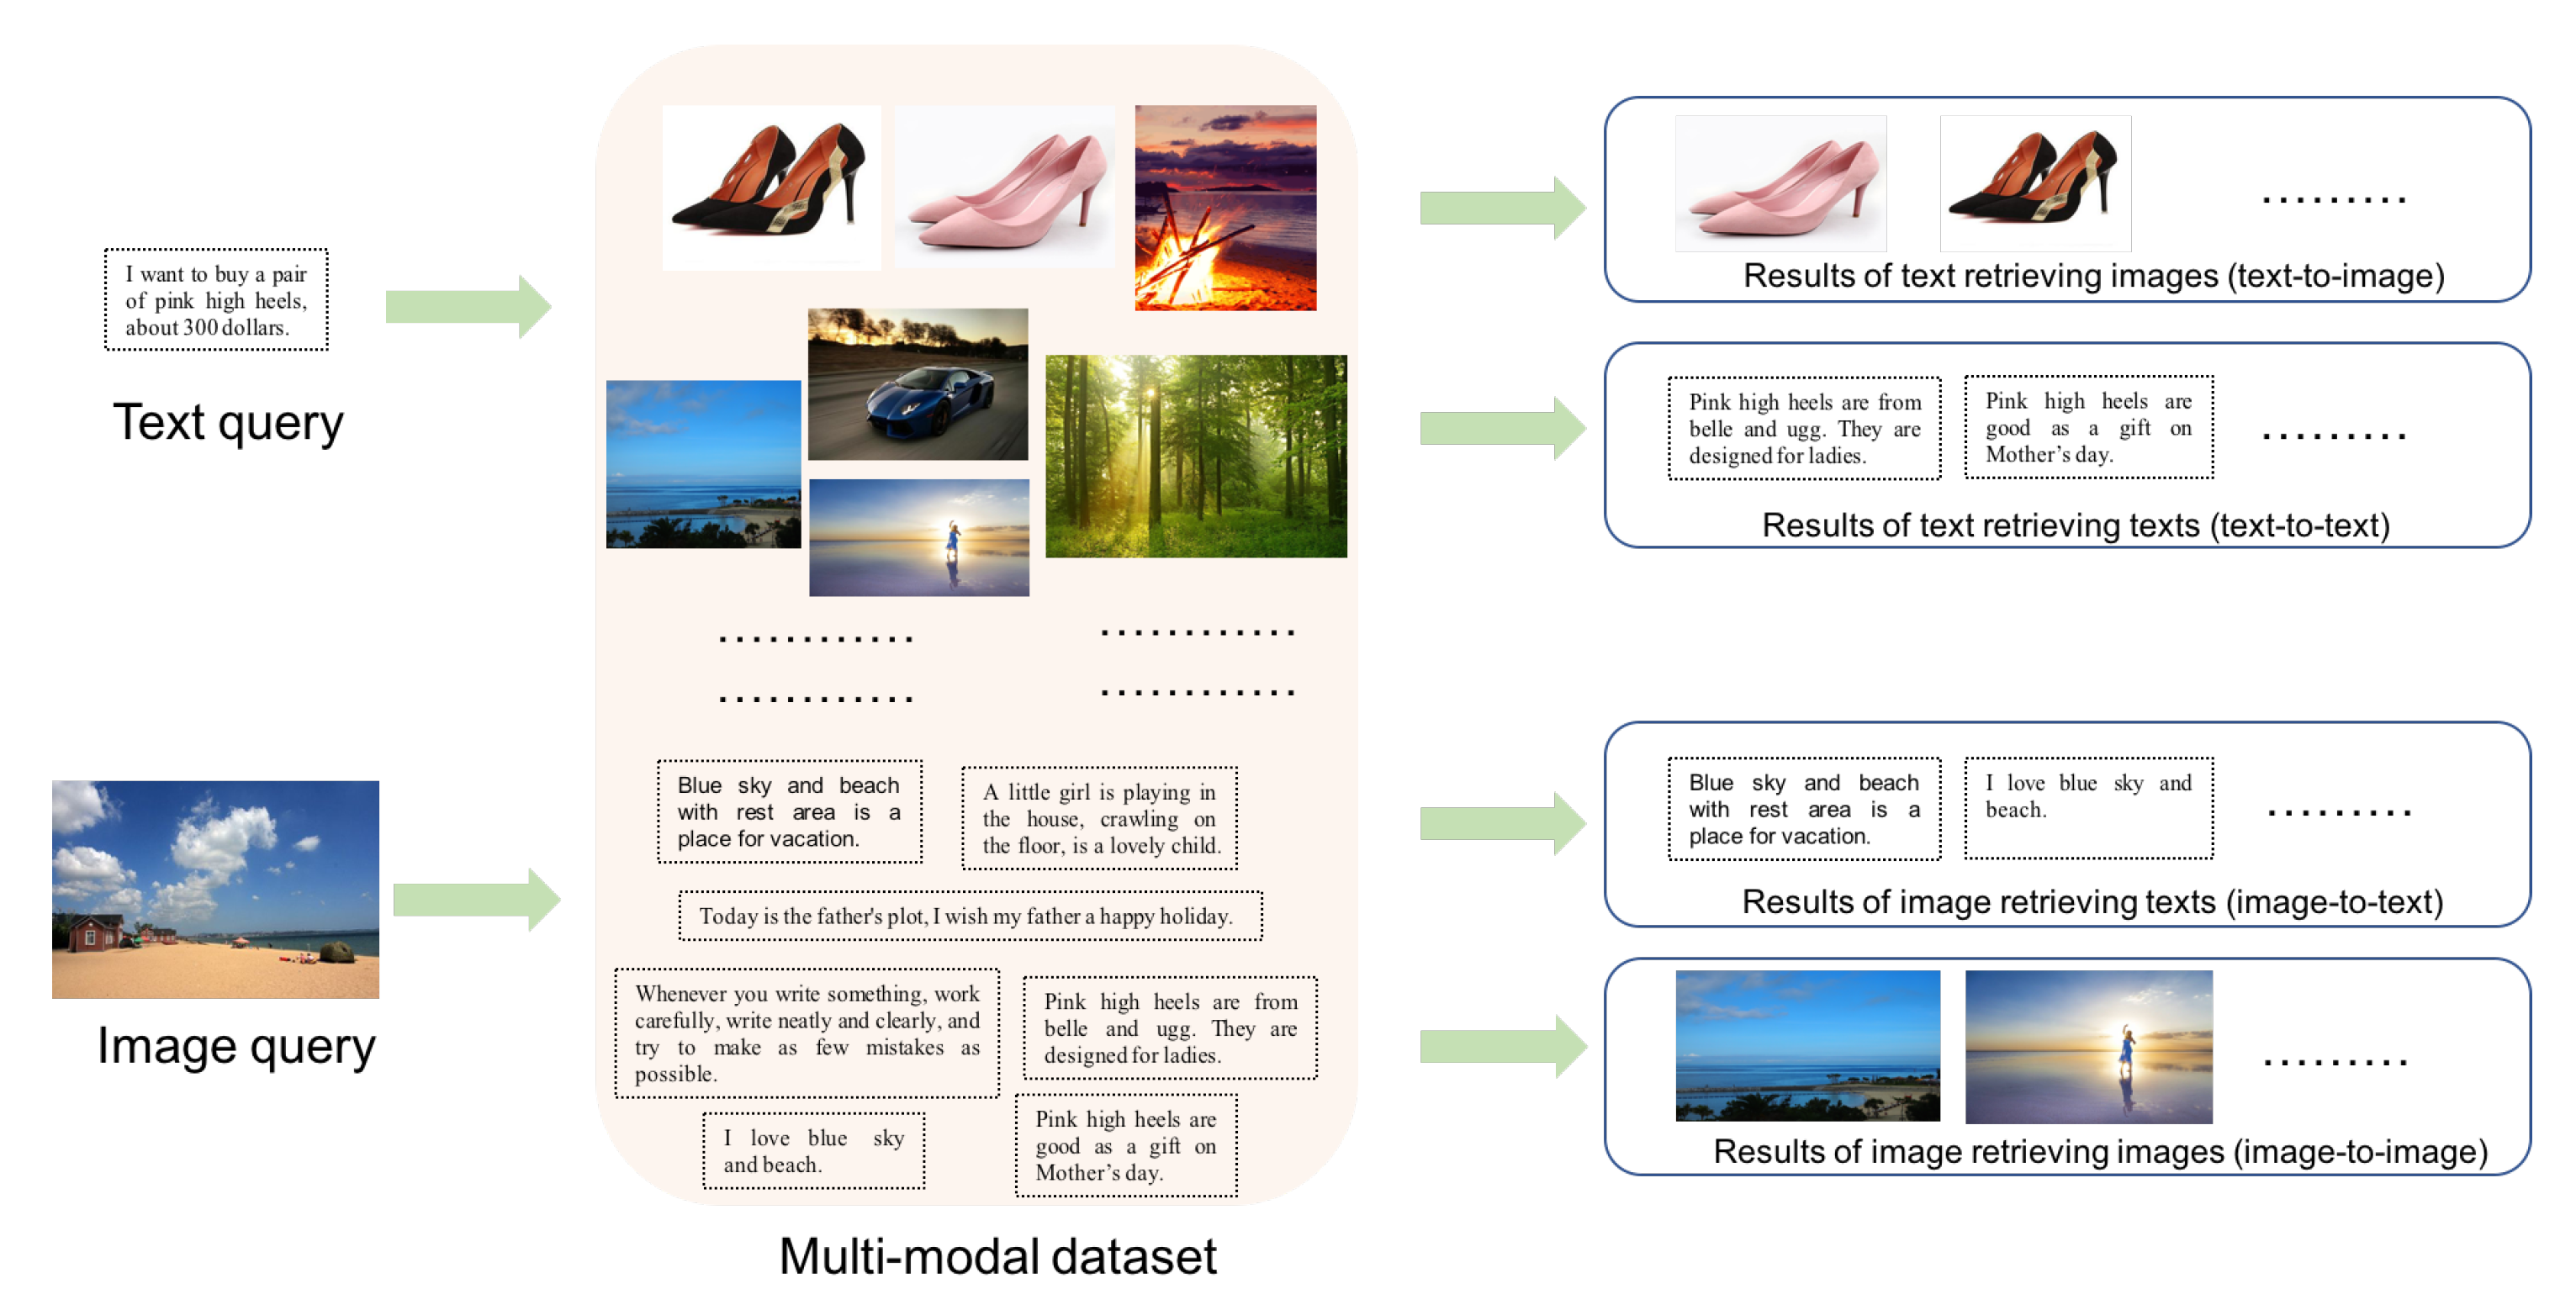 I want to buy a pair
of pink high heels,
about 300 dollars.
Text query
Image query
.............
.............
.............
.............
Blue sky and beach
with rest area is a
place for vacation.
A little girl is playing in
the house, crawling on
the floor, is a lovely child.
Today is the father's plot, I wish my father a happy holiday.
Whenever you write something, work
carefully, write neatly and clearly, and
try to make as few mistakes as
possible.
Pink high heels are from
belle and ugg. They are
designed for ladies.
I love blue sky
and beach.
Pink high heels are
good as a gift on
Mother's day.
Multi-modal dataset
.........
Results of text retrieving images (text-to-image)
Pink high heels are from
belle and ugg. They are
designed for ladies.
Pink high heels are
good as a gift on
Mother's day.
.........
Results of text retrieving texts (text-to-text)
Blue sky and beach
with rest area is a
place for vacation.
I love blue sky and
beach.
.........
Results of image retrieving texts (image-to-text)
.........
Results of image retrieving images (image-to-image)